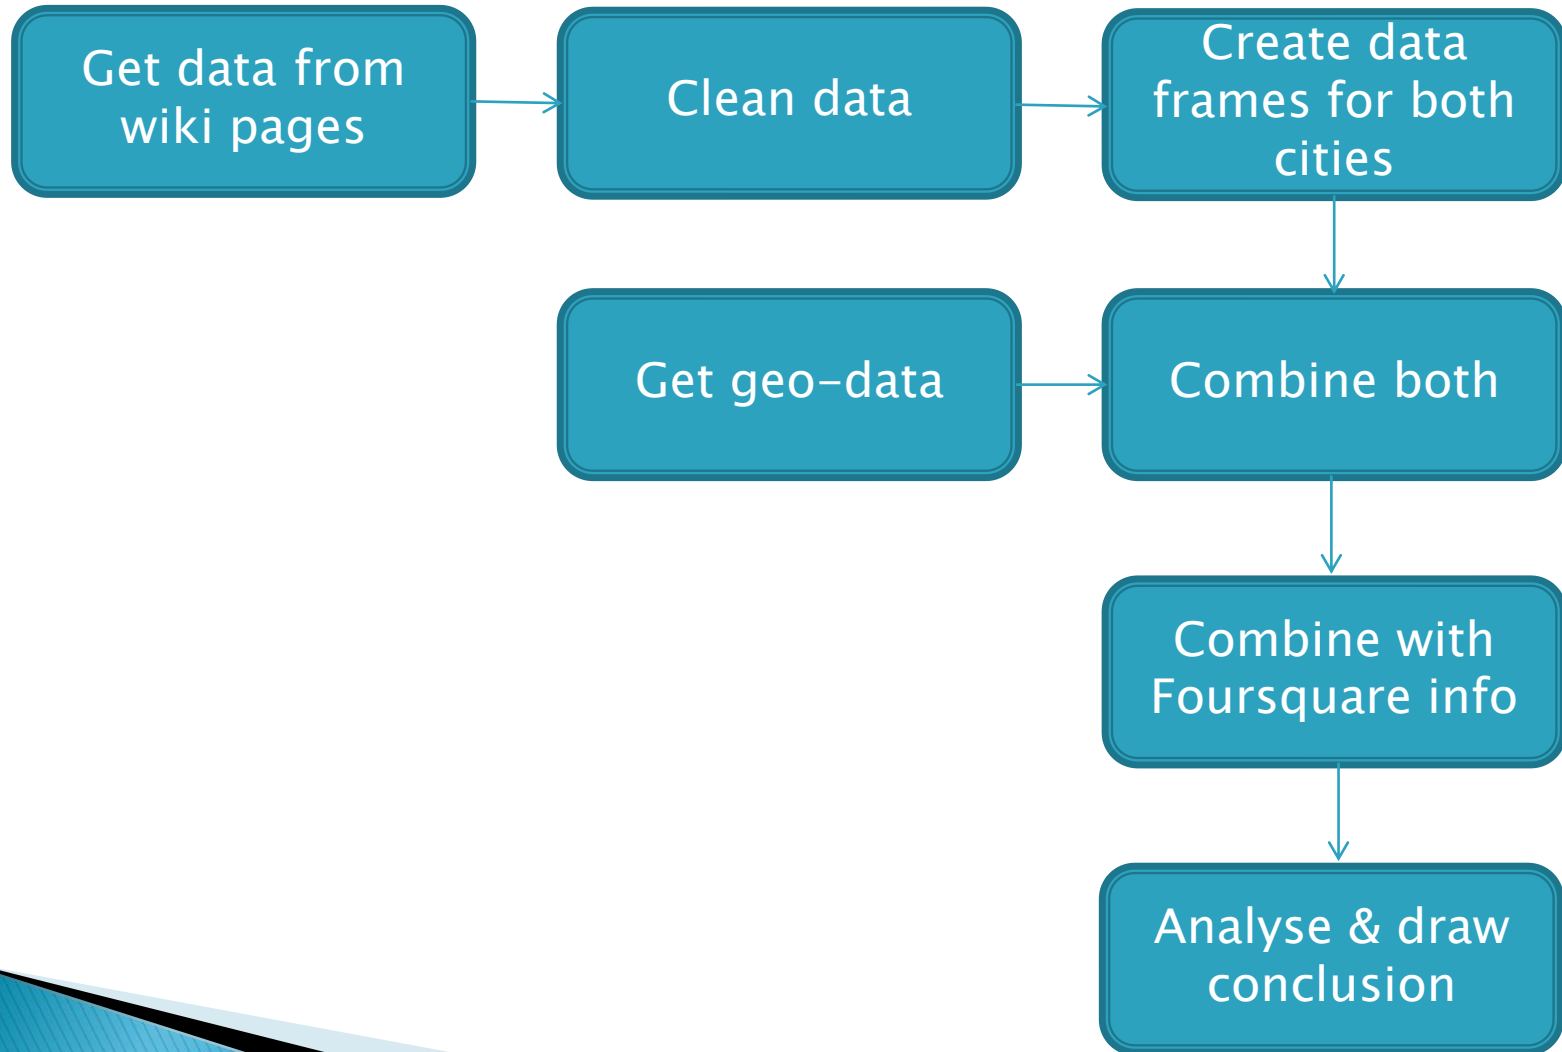 Get data from
wiki pages
Clean data
Create data
frames for both
cities
Get geo-data
Combine both
Combine with
Foursquare info
Analyse & draw
conclusion